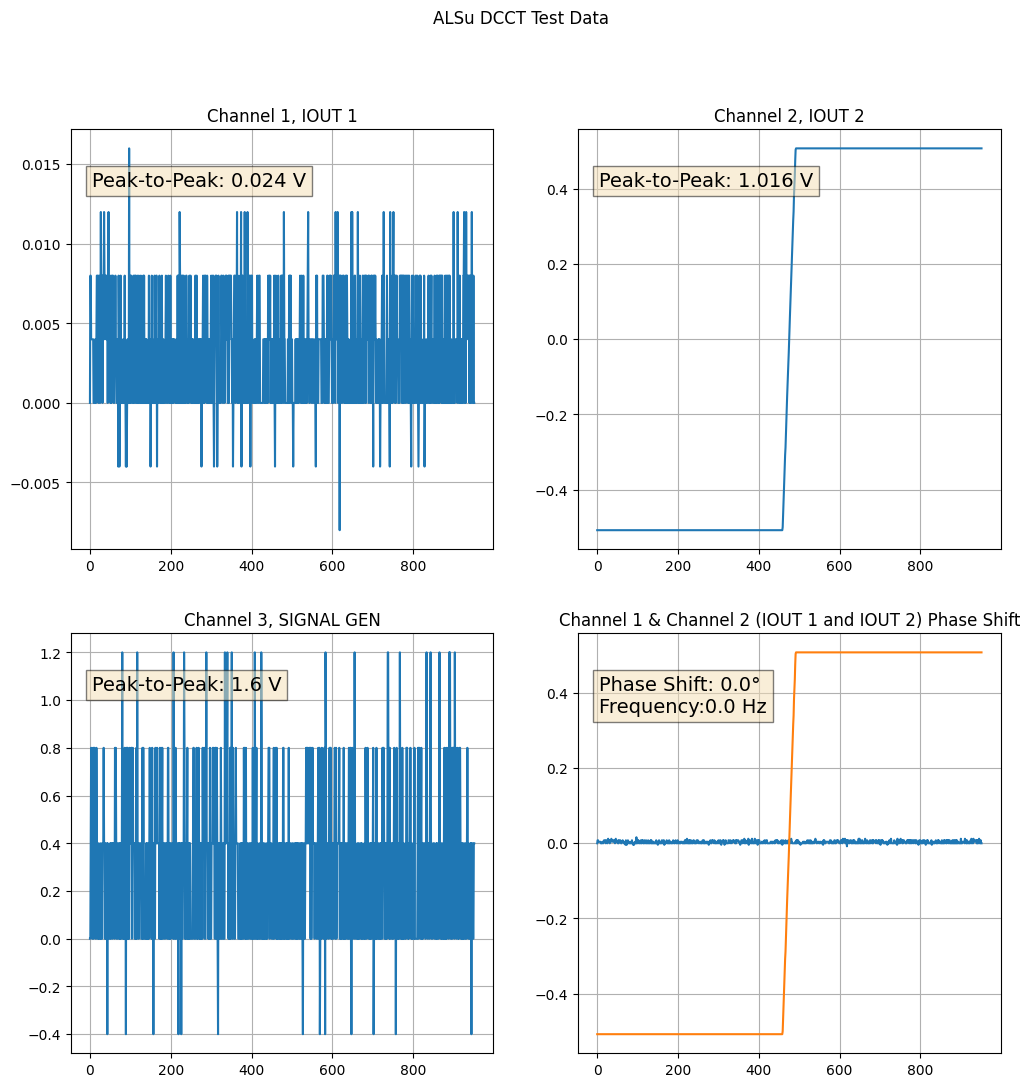 ALSu DCCT Test Data
Channel 1, IOUT 1
Peak-to-Peak: 0.024 V
0.015
0.010
0.005
0.000
−0.005
0 200 400 600 800
Channel 2, IOUT 2
Peak-to-Peak: 1.016 V
0.4
0.2
0.0
−0.2
−0.4
0 200 400 600 800
Channel 3, SIGNAL GEN
Peak-to-Peak: 1.6 V
1.2
1.0
0.8
0.6
0.4
0.2
0.0
−0.2
−0.4
0 200 400 600 800
Channel 1 & Channel 2 (IOUT 1 and IOUT 2) Phase Shift
Phase Shift: 0.0°
Frequency:0.0 Hz
0.4
0.2
0.0
−0.2
−0.4
0 200 400 600 800